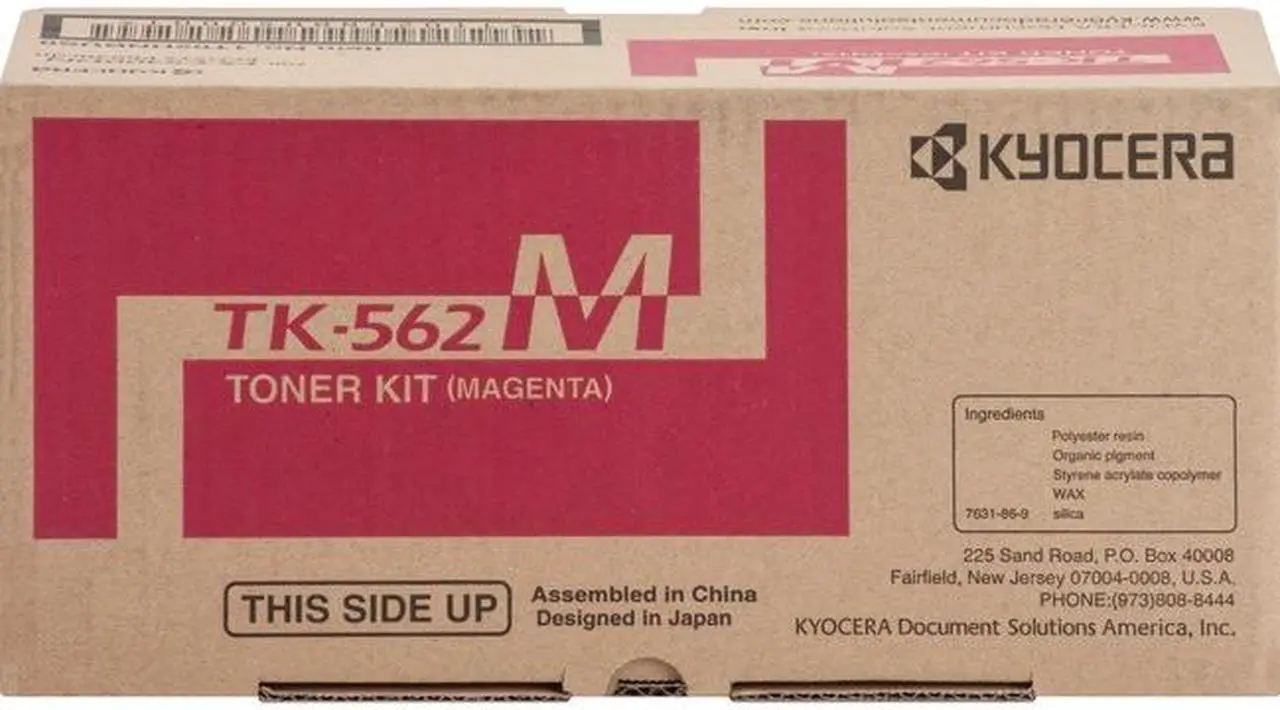 KYOCERA
TK-562M
TONER KIT (MAGENTA)
Ingredients
Polyester resin
Organic pigment
Styrene acrylate copolymer
WAX
7631-86-9 silica
225 Sand Road, P.O. Box 40008
Fairfield, New Jersey 07004-0008, U.S.A.
PHONE:(973)808-8444
KYOCERA Document Solutions America, Inc.
THIS SIDE UP
Assembled in China
Designed in Japan